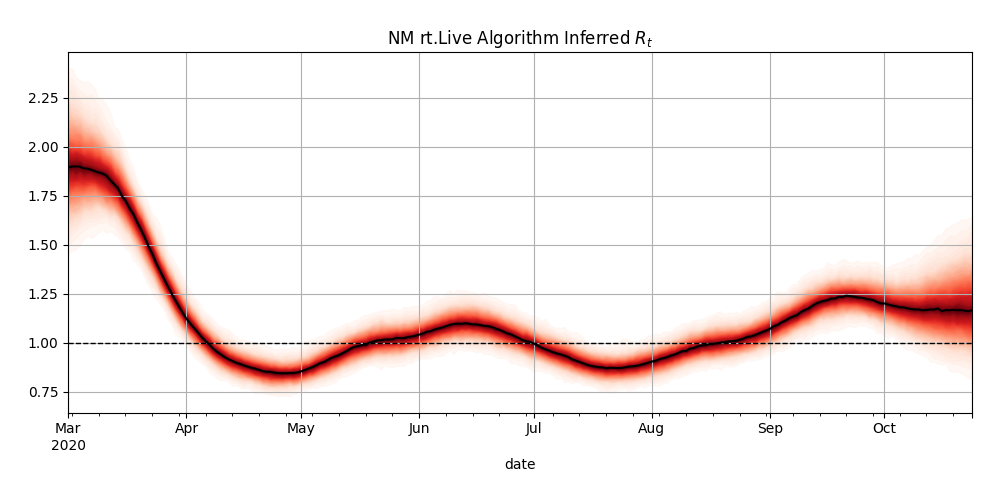 NM rt.Live Algorithm Inferred $R_t$
2.25
2.00
1.75
1.50
1.25
1.00
0.75
Mar Apr May Jun Jul Aug Sep Oct
2020
date